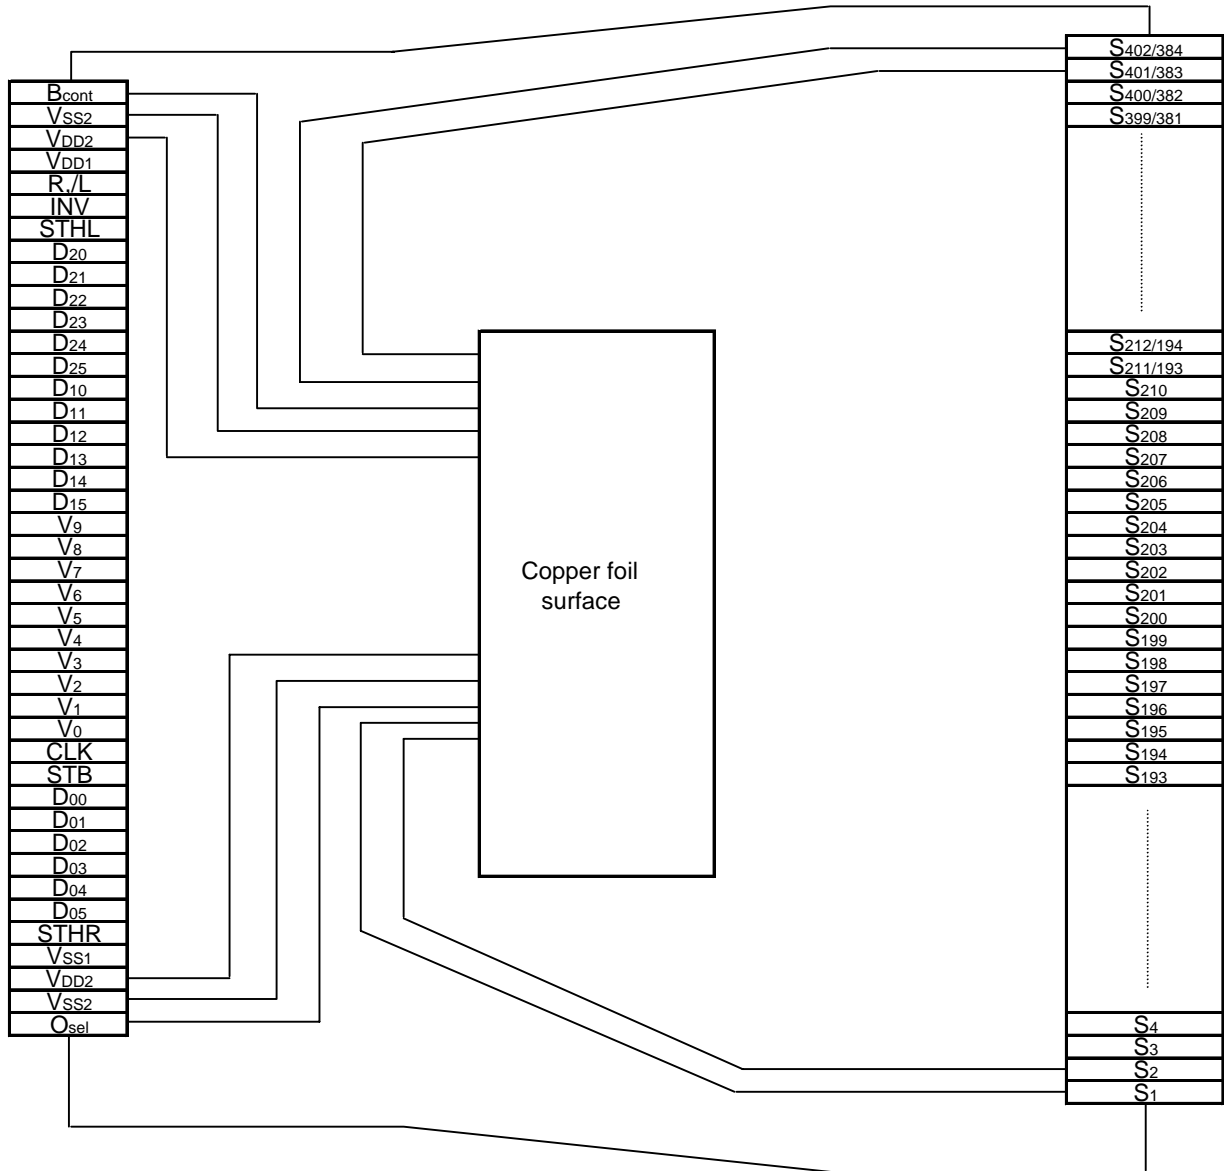 Bcont
VSS2
VDD2
VDD1
R,/L
INV
STHL
D20
D21
D22
D23
D24
D25
D10
D11
D12
D13
D14
D15
V9
V8
V7
V6
V5
V4
V3
V2
V1
V0
CLK
STB
D00
D01
D02
D03
D04
D05
STHR
VSS1
VDD2
VSS2
Osel
Copper foil
surface
S402/384
S401/383
S400/382
S399/381
S212/194
S211/193
S210
S209
S208
S207
S206
S205
S204
S203
S202
S201
S200
S199
S198
S197
S196
S195
S194
S193
S4
S3
S2
S1